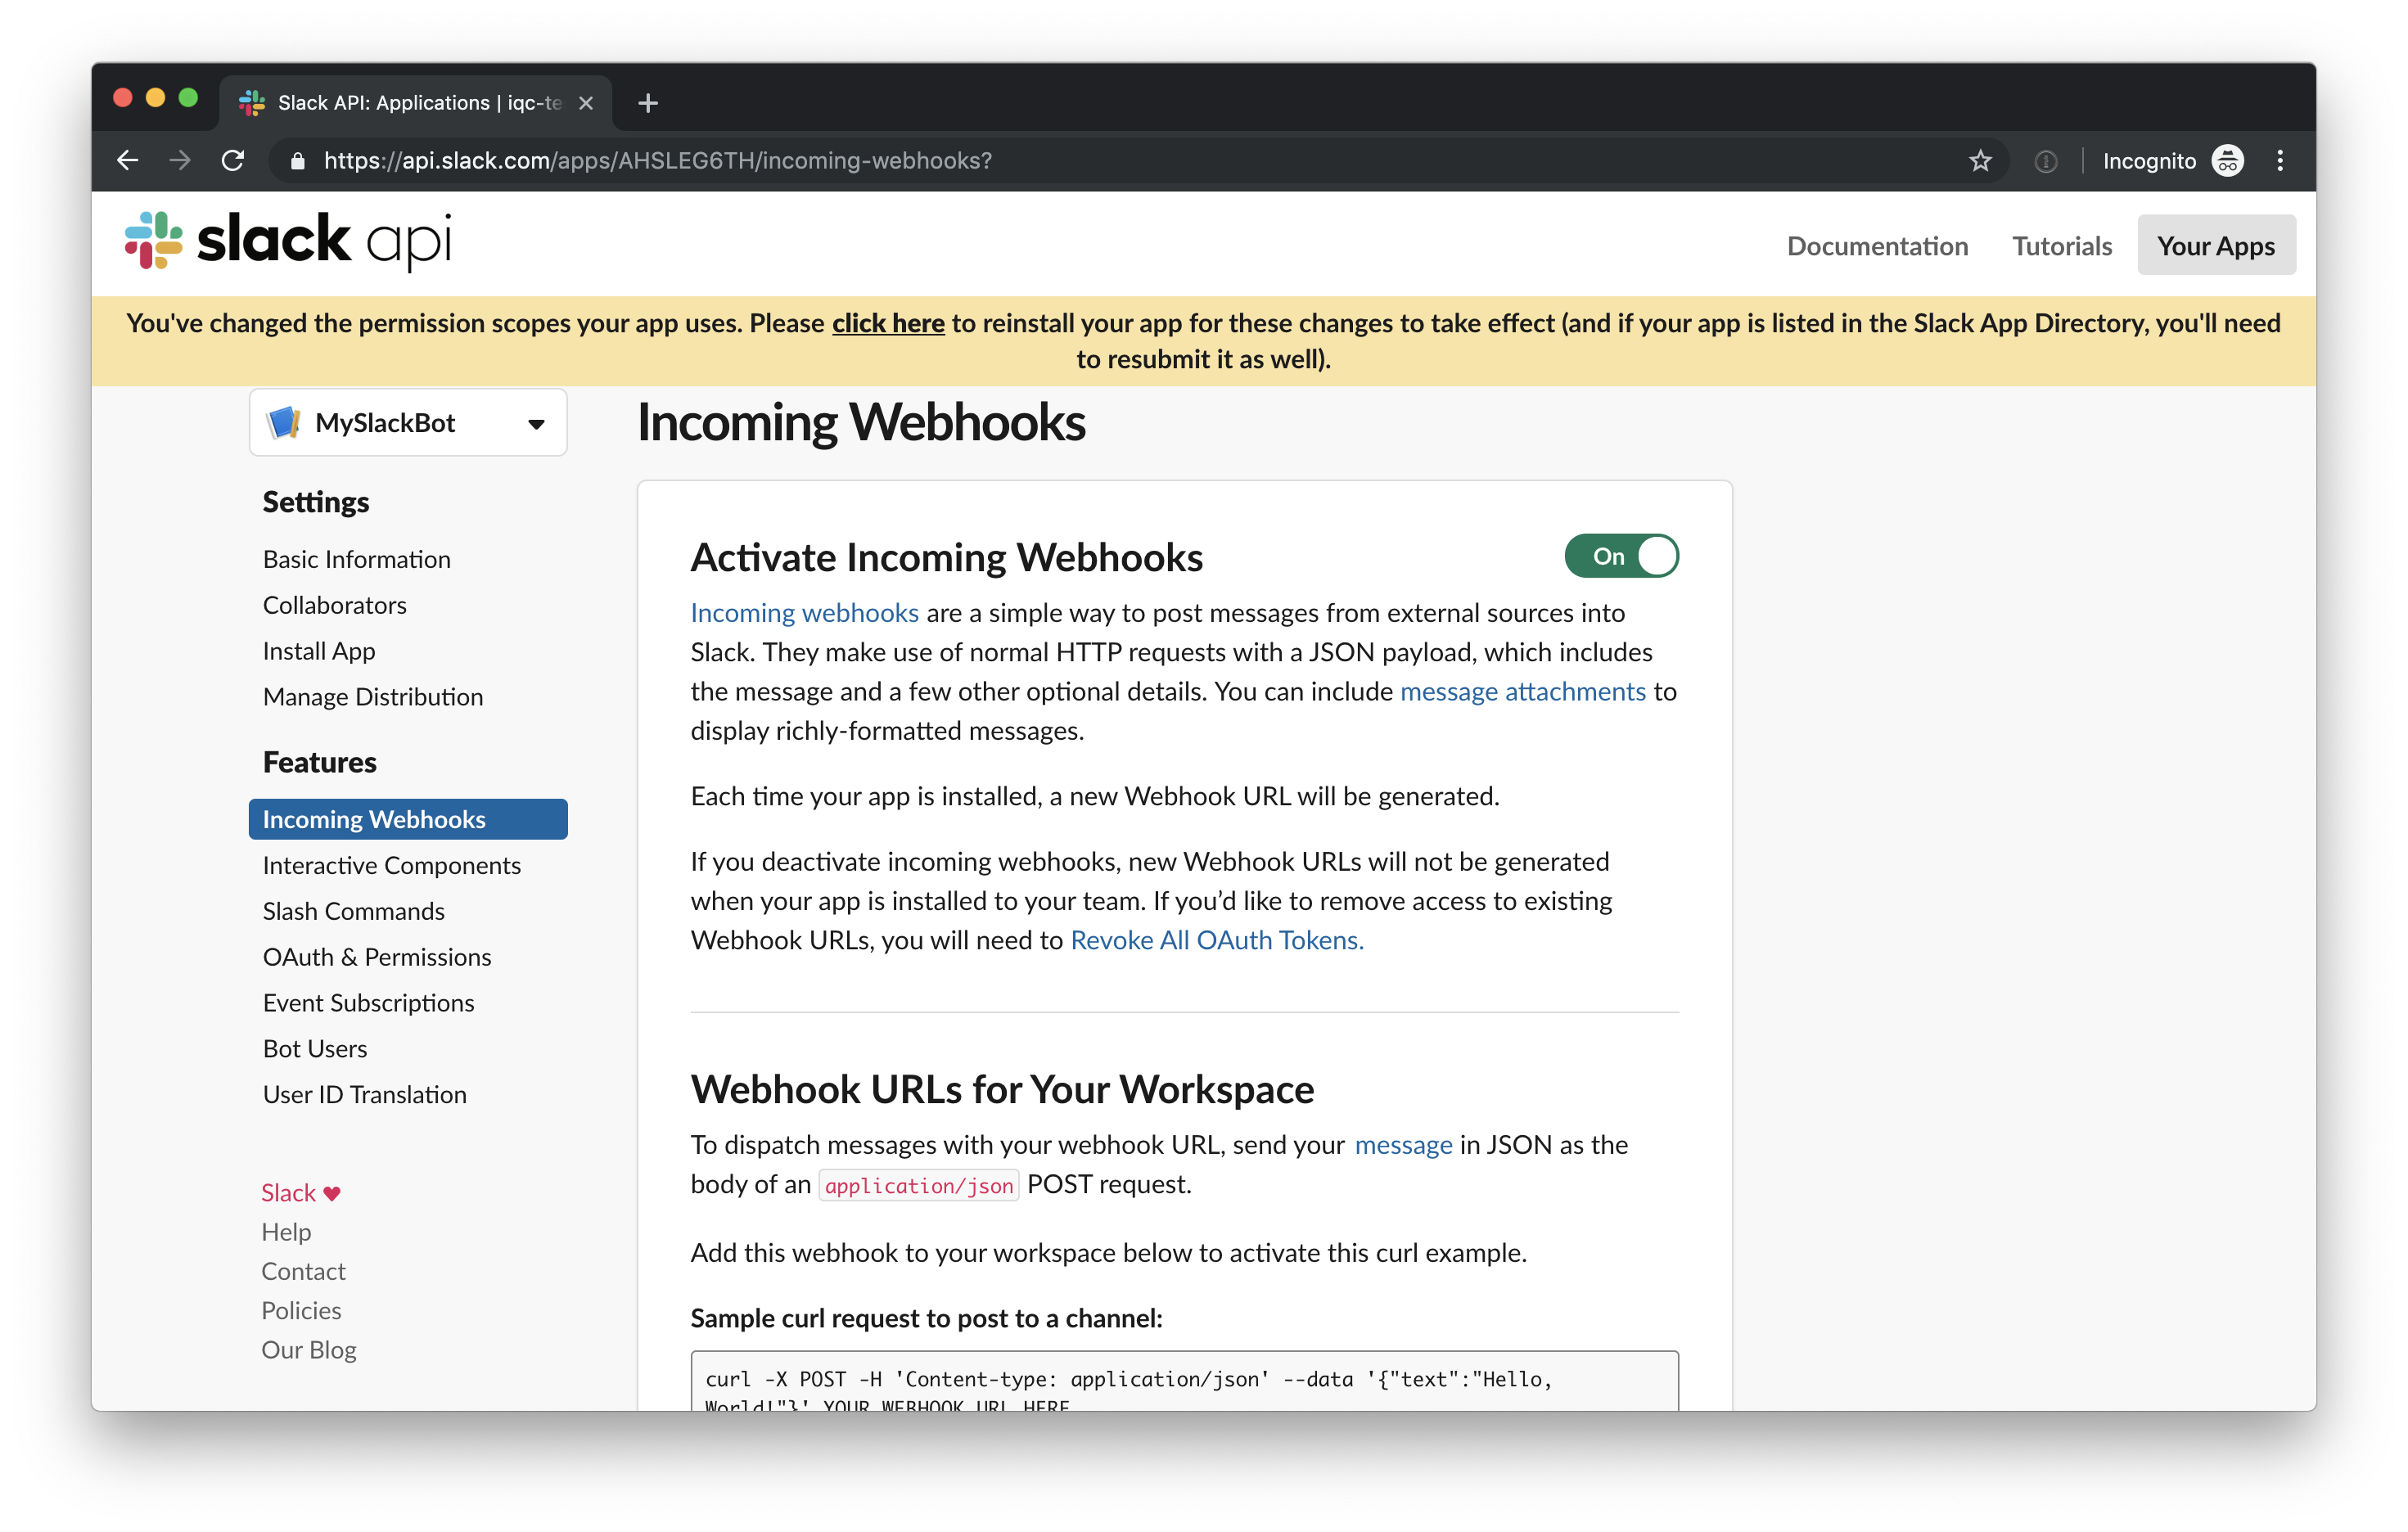 Slack API: Applications | iqc-te
https://api.slack.com/apps/AHSLEG6TH/incoming-webhooks?
Incognito
slack api
Documentation
Tutorials
Your Apps
You've changed the permission scopes your app uses. Please click here to reinstall your app for these changes to take effect (and if your app is listed in the Slack App Directory, you'll need
to resubmit it as well).
MySlackBot
Settings
Basic Information
Collaborators
Install App
Manage Distribution
Features
Incoming Webhooks
Interactive Components
Slash Commands
OAuth & Permissions
Event Subscriptions
Bot Users
User ID Translation
Slack ♥
Help
Contact
Policies
Our Blog
Incoming Webhooks
Activate Incoming Webhooks
On
Incoming webhooks are a simple way to post messages from external sources into
Slack. They make use of normal HTTP requests with a JSON payload, which includes
the message and a few other optional details. You can include message attachments to
display richly-formatted messages.
Each time your app is installed, a new Webhook URL will be generated.
If you deactivate incoming webhooks, new Webhook URLs will not be generated
when your app is installed to your team. If you’d like to remove access to existing
Webhook URLs, you will need to Revoke All OAuth Tokens.
Webhook URLs for Your Workspace
To dispatch messages with your webhook URL, send your message in JSON as the
body of an application/json POST request.
Add this webhook to your workspace below to activate this curl example.
Sample curl request to post to a channel:
curl -X POST -H 'Content-type: application/json' --data '{"text":"Hello,
World!"}' YOUR_WEBHOOK_URL_HERE